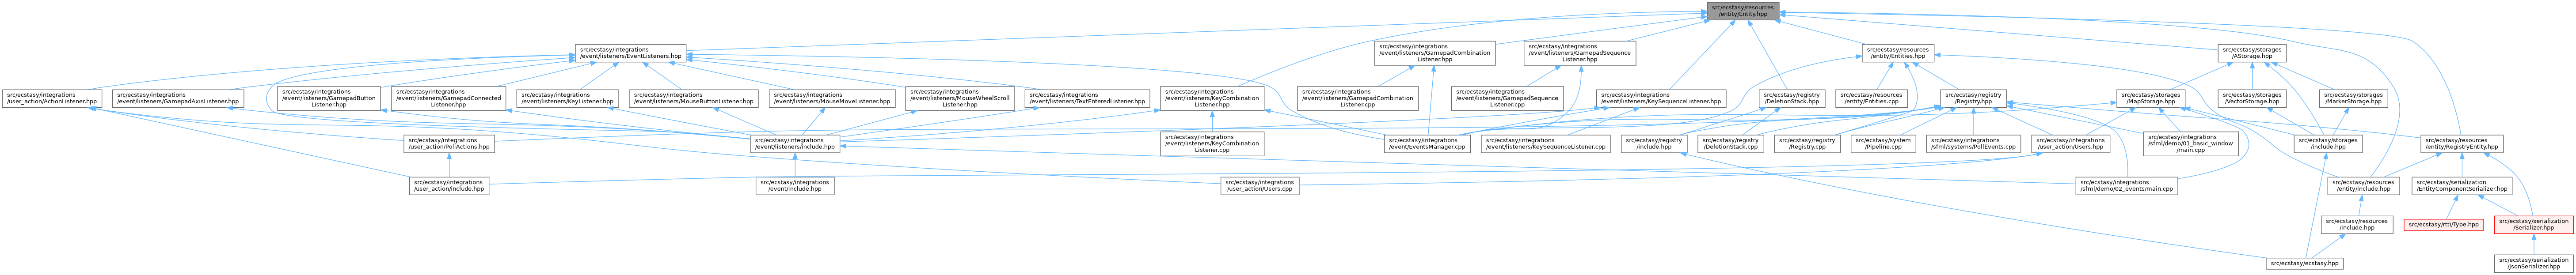 src/ecstasy/resources
/entity/Entity.hpp
src/ecstasy/integrations
/event/listeners/EventListeners.hpp
src/ecstasy/integrations
/event/listeners/GamepadCombination
Listener.hpp
src/ecstasy/integrations
/event/listeners/GamepadSequence
Listener.hpp
src/ecstasy/resources
/entity/Entities.hpp
src/ecstasy/storages
/AStorage.hpp
src/ecstasy/integrations
/user_action/ActionListener.hpp
src/ecstasy/integrations
/event/listeners/GamepadAxisListener.hpp
src/ecstasy/integrations
/event/listeners/GamepadButton
Listener.hpp
src/ecstasy/integrations
/event/listeners/GamepadConnected
Listener.hpp
src/ecstasy/integrations
/event/listeners/KeyListener.hpp
src/ecstasy/integrations
/event/listeners/MouseButtonListener.hpp
src/ecstasy/integrations
/event/listeners/MouseMoveListener.hpp
src/ecstasy/integrations
/event/listeners/MouseWheelScroll
Listener.hpp
src/ecstasy/integrations
/event/listeners/TextEnteredListener.hpp
src/ecstasy/integrations
/event/listeners/KeyCombination
Listener.hpp
src/ecstasy/integrations
/event/listeners/GamepadCombination
Listener.cpp
src/ecstasy/integrations
/event/listeners/GamepadSequence
Listener.cpp
src/ecstasy/integrations
/event/listeners/KeySequenceListener.hpp
src/ecstasy/registry
/DeletionStack.hpp
src/ecstasy/resources
/entity/Entities.cpp
src/ecstasy/registry
/Registry.hpp
src/ecstasy/storages
/MapStorage.hpp
src/ecstasy/storages
/VectorStorage.hpp
src/ecstasy/storages
/MarkerStorage.hpp
src/ecstasy/integrations
/user_action/PollActions.hpp
src/ecstasy/integrations
/event/listeners/include.hpp
src/ecstasy/integrations
/event/listeners/KeyCombination
Listener.cpp
src/ecstasy/integrations
/event/EventsManager.cpp
src/ecstasy/integrations
/event/listeners/KeySequenceListener.cpp
src/ecstasy/registry
/include.hpp
src/ecstasy/registry
/DeletionStack.cpp
src/ecstasy/registry
/Registry.cpp
src/ecstasy/system
/Pipeline.cpp
src/ecstasy/integrations
/sfml/systems/PollEvents.cpp
src/ecstasy/integrations
/user_action/Users.hpp
src/ecstasy/integrations
/sfml/demo/01_basic_window
/main.cpp
src/ecstasy/storages
/include.hpp
src/ecstasy/resources
/entity/RegistryEntity.hpp
src/ecstasy/integrations
/user_action/include.hpp
src/ecstasy/integrations
/event/include.hpp
src/ecstasy/integrations
/user_action/Users.cpp
src/ecstasy/integrations
/sfml/demo/02_events/main.cpp
src/ecstasy/resources
/entity/include.hpp
src/ecstasy/serialization
/EntityComponentSerializer.hpp
src/ecstasy/resources
/include.hpp
src/ecstasy/rtti/Type.hpp
src/ecstasy/serialization
/Serializer.hpp
src/ecstasy/ecstasy.hpp
src/ecstasy/serialization
/JsonSerializer.hpp